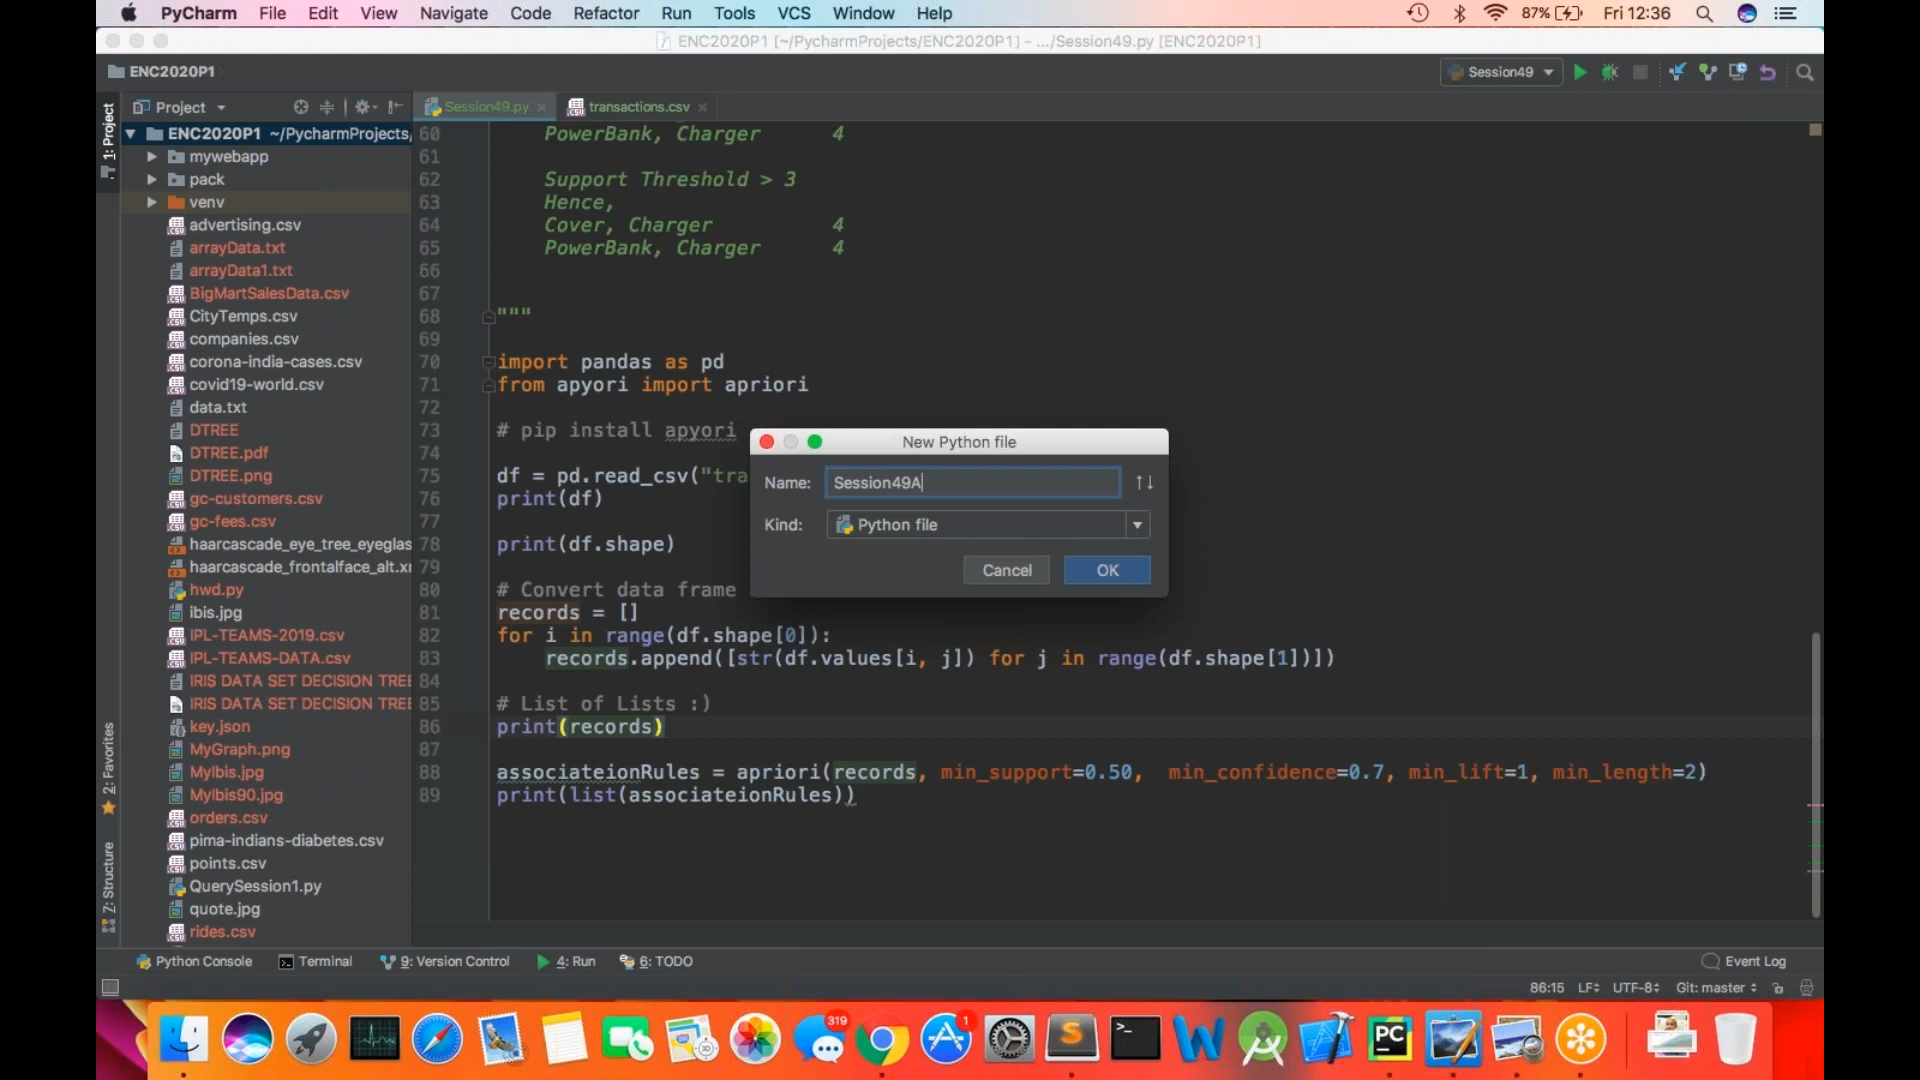 PyCharm File Edit View Navigate Code Refactor Run Tools VCS Window Help 87% Fri 12:36
ENC2020P1 [~/PycharmProjects/ENC2020P1] - .../Session49.py [ENC2020P1]
ENC2020P1 Session49
Project Session49.py transactions.csv
1: Project
ENC2020P1 ~/PycharmProjects/
mywebapp
pack
venv
advertising.csv
arrayData.txt
arrayData1.txt
BigMartSalesData.csv
CityTemps.csv
companies.csv
corona-india-cases.csv
covid19-world.csv
data.txt
DTREE
DTREE.pdf
DTREE.png
gc-customers.csv
gc-fees.csv
haarcascade_eye_tree_eyeglas
haarcascade_frontalface_alt.xm
hwd.py
ibis.jpg
IPL-TEAMS-2019.csv
IPL-TEAMS-DATA.csv
IRIS DATA SET DECISION TREE
IRIS DATA SET DECISION TREE
key.json
MyGraph.png
MyIbis.jpg
MyIbis90.jpg
orders.csv
pima-indians-diabetes.csv
points.csv
QuerySession1.py
quote.jpg
rides.csv
2: Favorites
7: Structure
60 PowerBank, Charger 4
61
62 Support Threshold > 3
63 Hence,
64 Cover, Charger 4
65 PowerBank, Charger 4
66
67
68 """
69
70 import pandas as pd
71 from apyori import apriori
72
73 # pip install apyori
74
75 df = pd.read_csv("tra
76 print(df)
77
78 print(df.shape)
79
80 # Convert data frame
81 records = []
82 for i in range(df.shape[0]):
83 records.append([str(df.values[i, j]) for j in range(df.shape[1])])
84
85 # List of Lists :)
86 print(records)
87
88 associateionRules = apriori(records, min_support=0.50, min_confidence=0.7, min_lift=1, min_length=2)
89 print(list(associateionRules))
New Python file
Name: Session49A
Kind: Python file
Cancel OK
Python Console Terminal 9: Version Control 4: Run 6: TODO Event Log
86:15 LF UTF-8 Git: master
319
1
PC